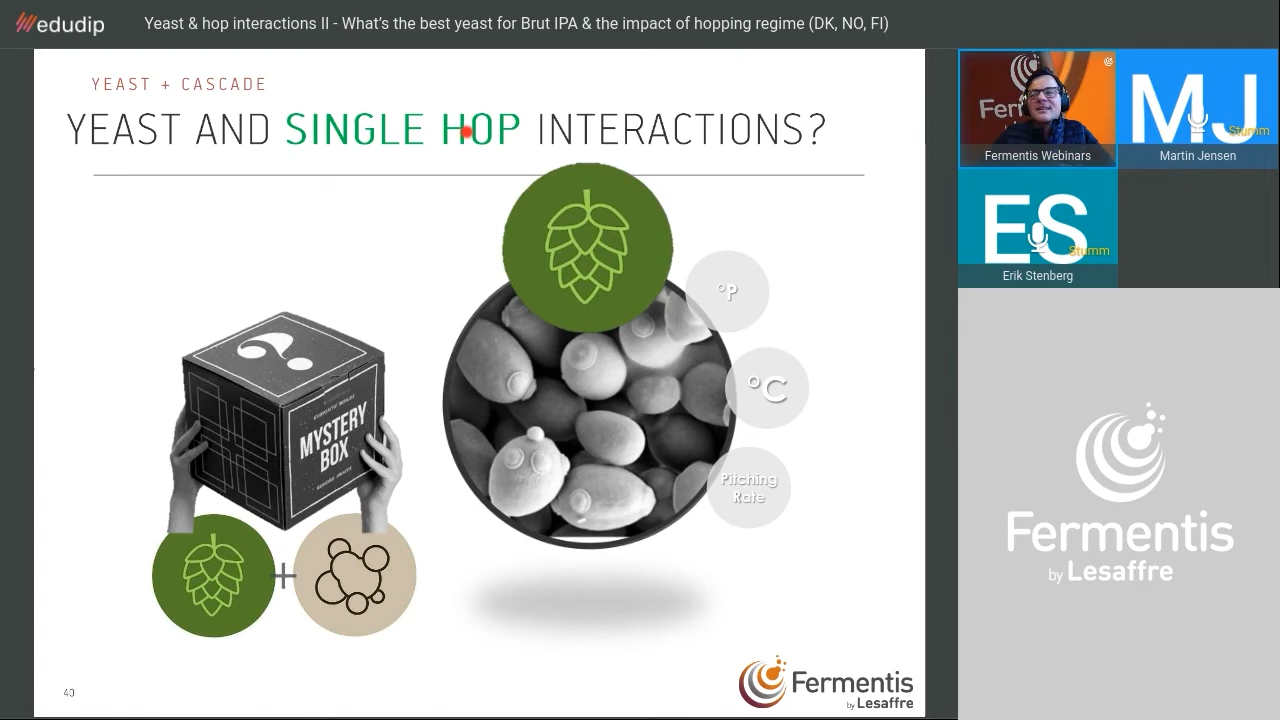 edudip
Yeast & hop interactions II - What's the best yeast for Brut IPA & the impact of hopping regime (DK, NO, FI)
YEAST + CASCADE
YEAST AND SINGLE HOP INTERACTIONS?
°P
°C
Pitching
Rate
MYSTERY
BOX
40
Fermentis
by Lesaffre
Fermentis Webinars
MJ
Stumm
Martin Jensen
ES
Stumm
Erik Stenberg
Fermentis
by Lesaffre